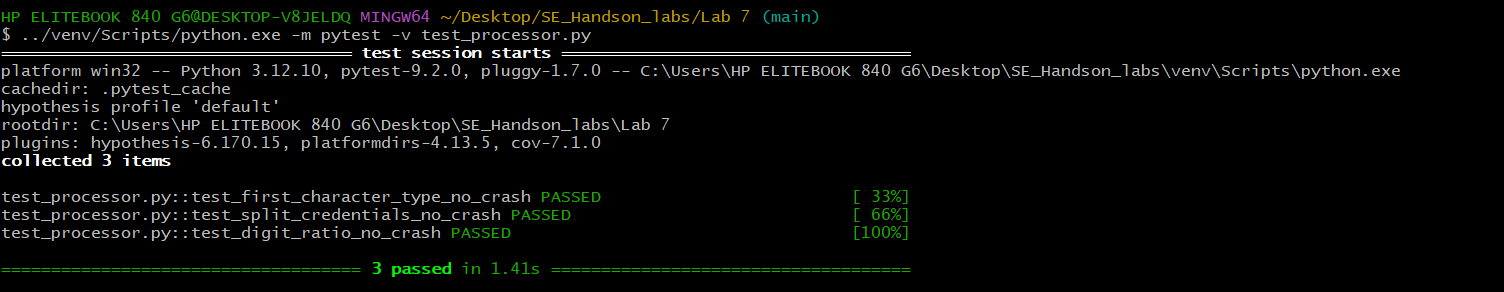 HP ELITEBOOK 840 G6@DESKTOP-V8JELDQ MINGW64 ~/Desktop/SE_Handson_labs/Lab 7 (main)
$ ../venv/Scripts/python.exe -m pytest -v test_processor.py
=================================== test session starts ===================================
platform win32 -- Python 3.12.10, pytest-9.2.0, pluggy-1.7.0 -- C:\Users\HP ELITEBOOK 840 G6\Desktop\SE_Handson_labs\venv\Scripts\python.exe
cachedir: .pytest_cache
hypothesis profile 'default'
rootdir: C:\Users\HP ELITEBOOK 840 G6\Desktop\SE_Handson_labs\Lab 7
plugins: hypothesis-6.170.15, platformdirs-4.13.5, cov-7.1.0
collected 3 items
test_processor.py::test_first_character_type_no_crash PASSED [ 33%]
test_processor.py::test_split_credentials_no_crash PASSED [ 66%]
test_processor.py::test_digit_ratio_no_crash PASSED [100%]
==================================== 3 passed in 1.41s ====================================